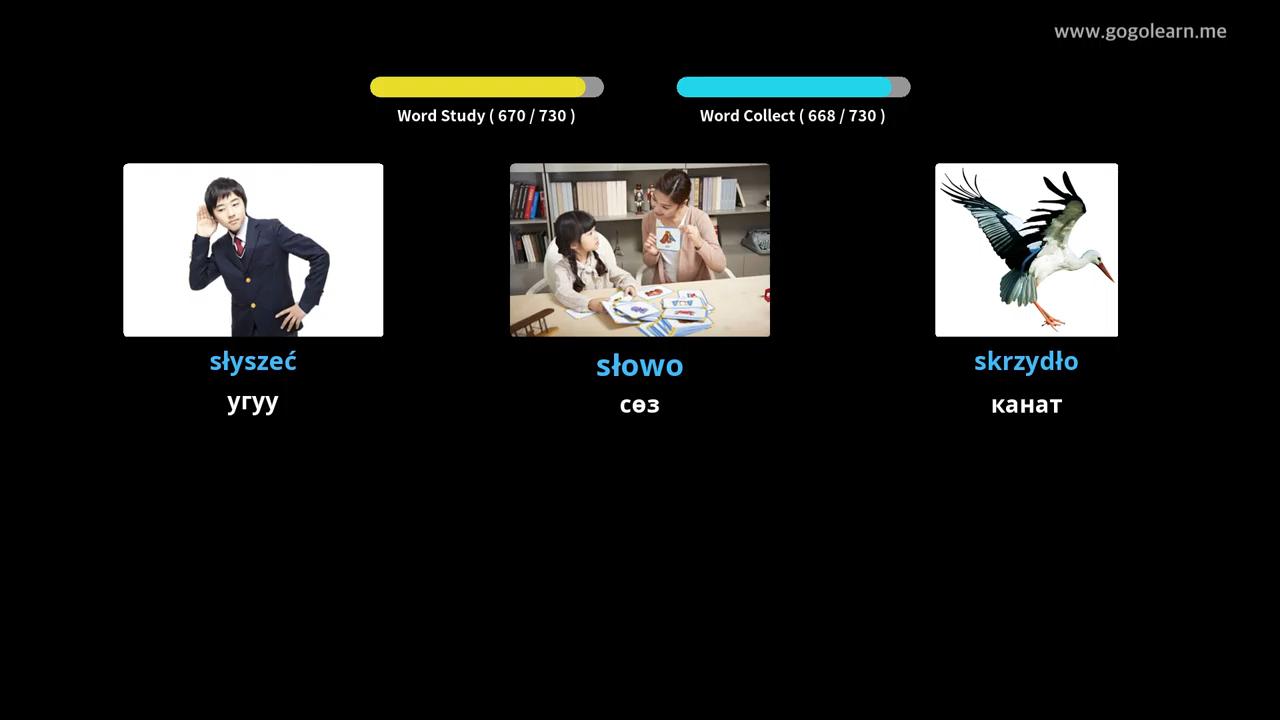 www.gogolearn.me
Word Study ( 670 / 730 )
Word Collect ( 668 / 730 )
słyszeć
słowo
skrzydło
угуу
сөз
канат